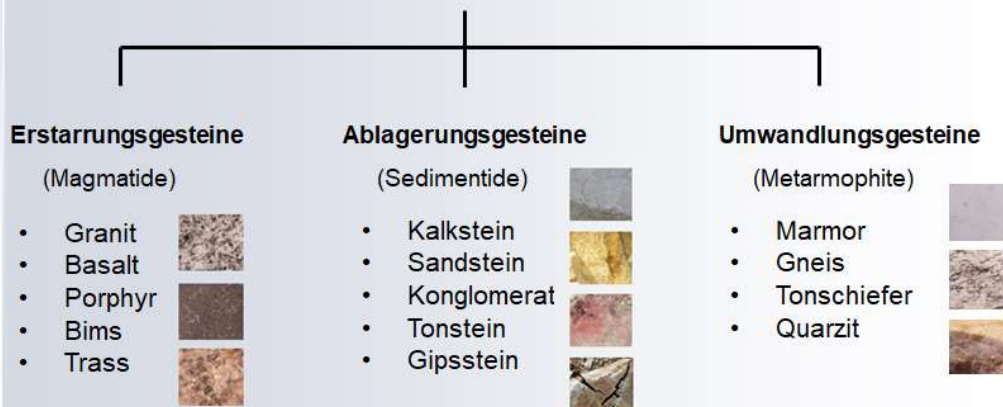 Erstarrungsgesteine
(Magmatide)
• Granit
• Basalt
• Porphyr
• Bims
• Trass
Ablagerungsgesteine
(Sedimentide)
• Kalkstein
• Sandstein
• Konglomerat
• Tonstein
• Gipsstein
Umwandlungsgesteine
(Metarmophite)
• Marmor
• Gneis
• Tonschiefer
• Quarzit